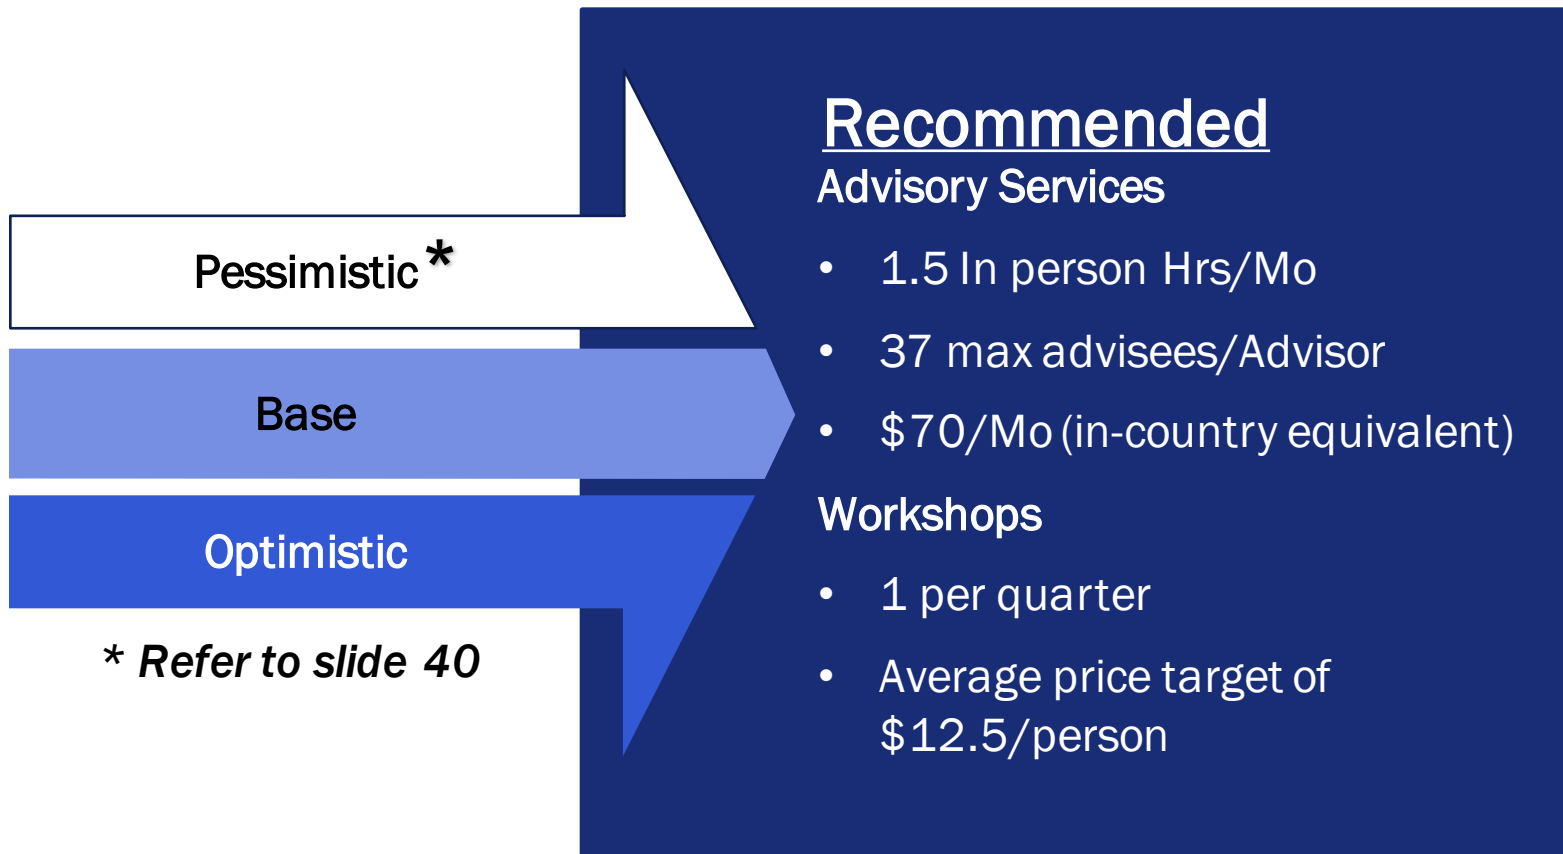 Pessimistic*
Base
Optimistic
* Refer to slide 40
Recommended
Advisory Services
• 1.5 In person Hrs/Mo
• 37 max advisees/Advisor
• $70/Mo (in-country equivalent)
Workshops
• 1 per quarter
• Average price target of
$12.5/person